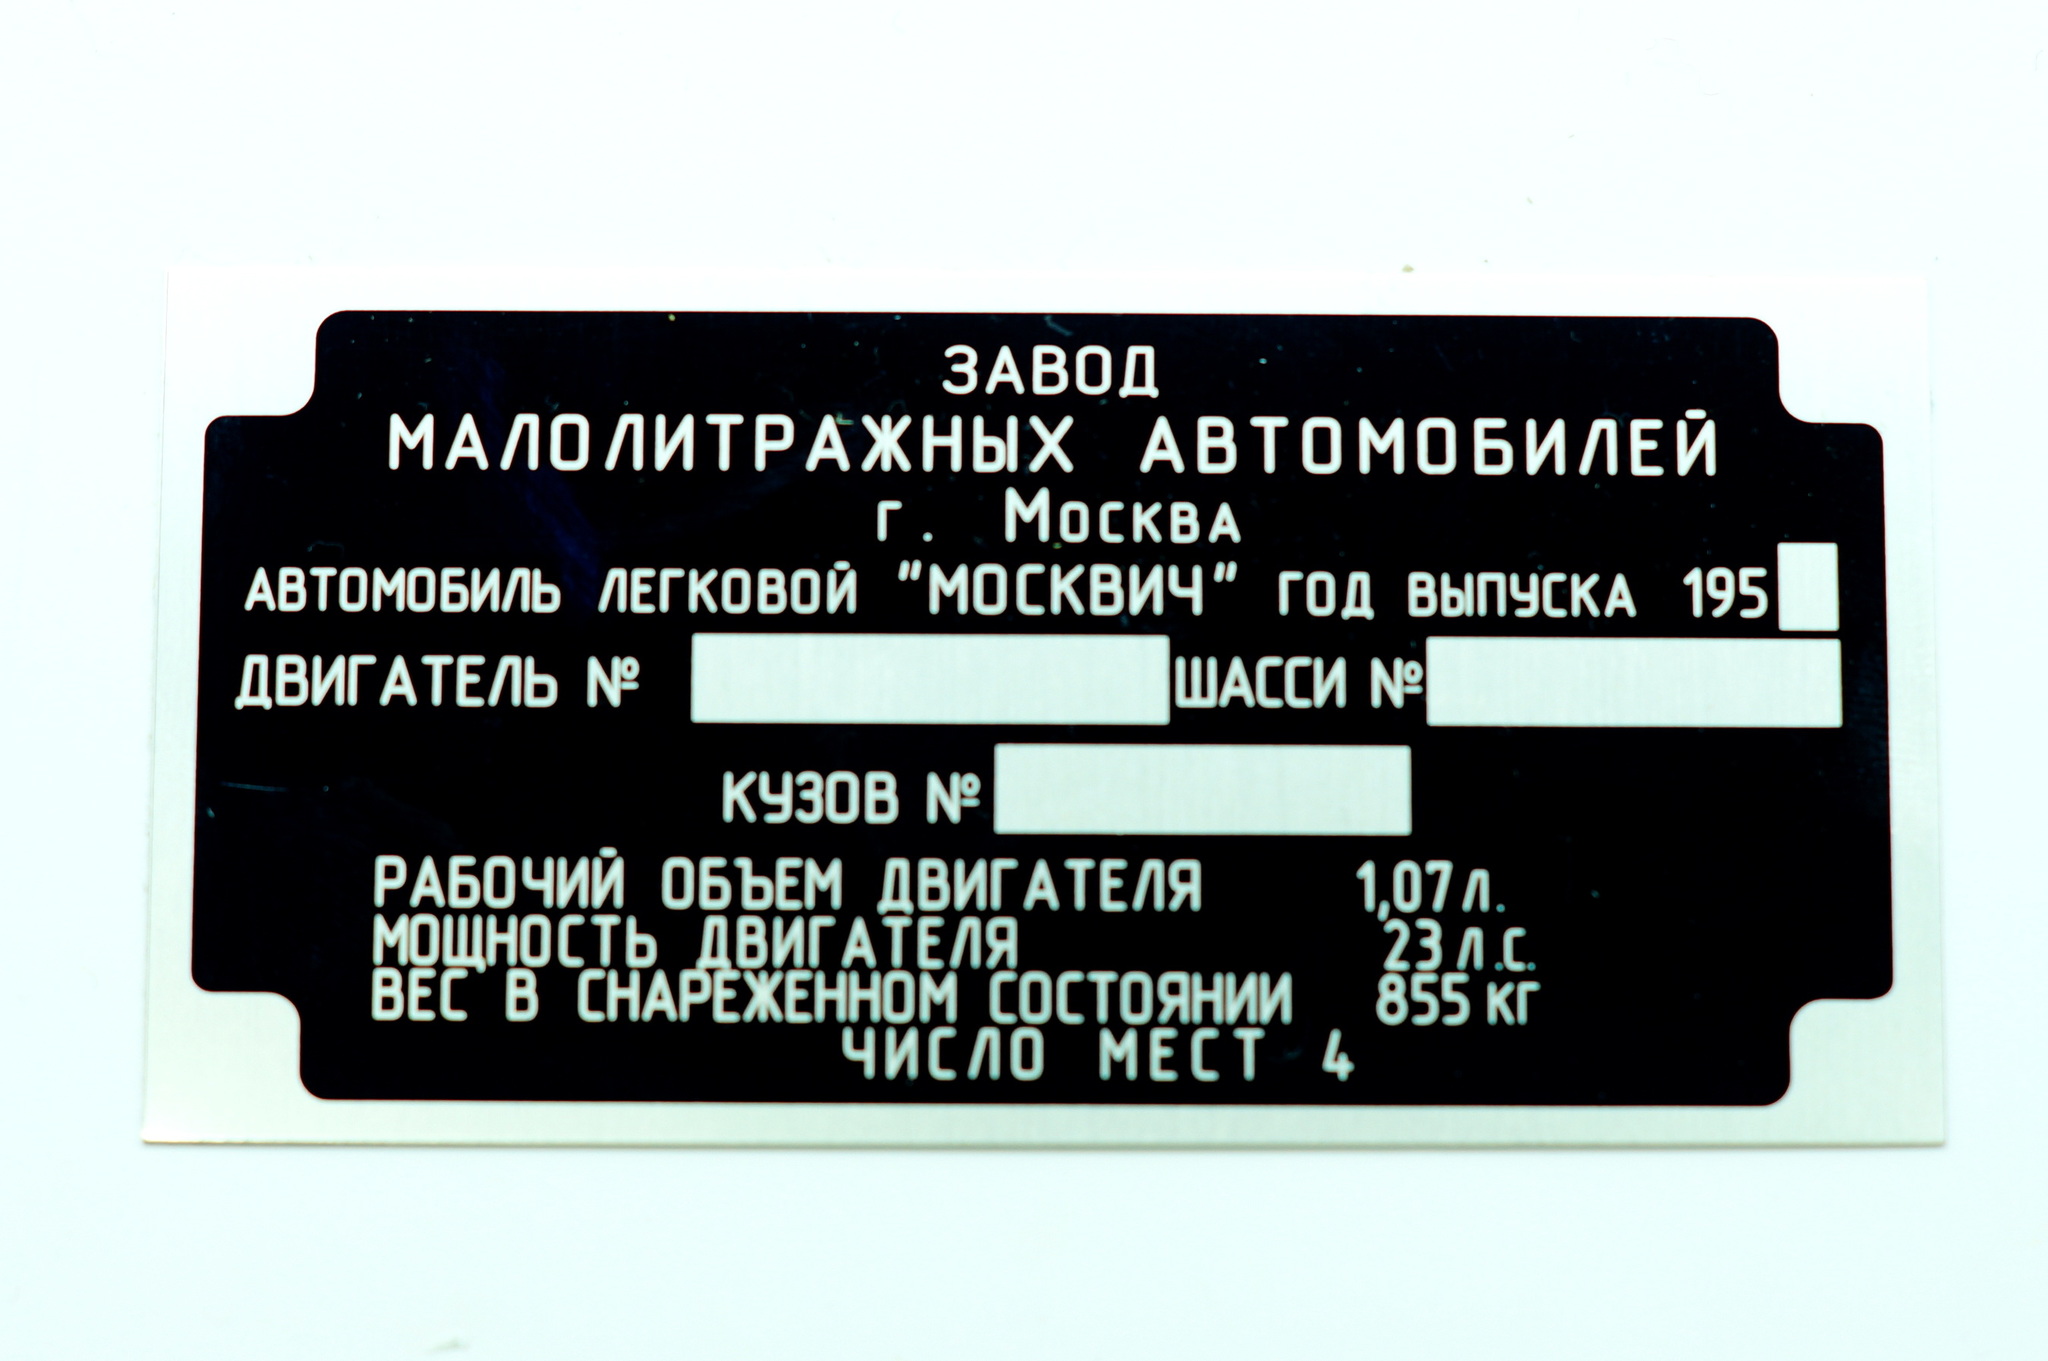 ЗАВОД
МАЛОЛИТРАЖНЫХ АВТОМОБИЛЕЙ
г. МОСКВА
АВТОМОБИЛЬ ЛЕГКОВОЙ "МОСКВИЧ" ГОД ВЫПУСКА 195
ДВИГАТЕЛЬ № ШАССИ №
КУЗОВ №
РАБОЧИЙ ОБЪЕМ ДВИГАТЕЛЯ 1,07 л.
МОЩНОСТЬ ДВИГАТЕЛЯ 23 л.с.
ВЕС В СНАРЕЖЕННОМ СОСТОЯНИИ 855 КГ
ЧИСЛО МЕСТ 4